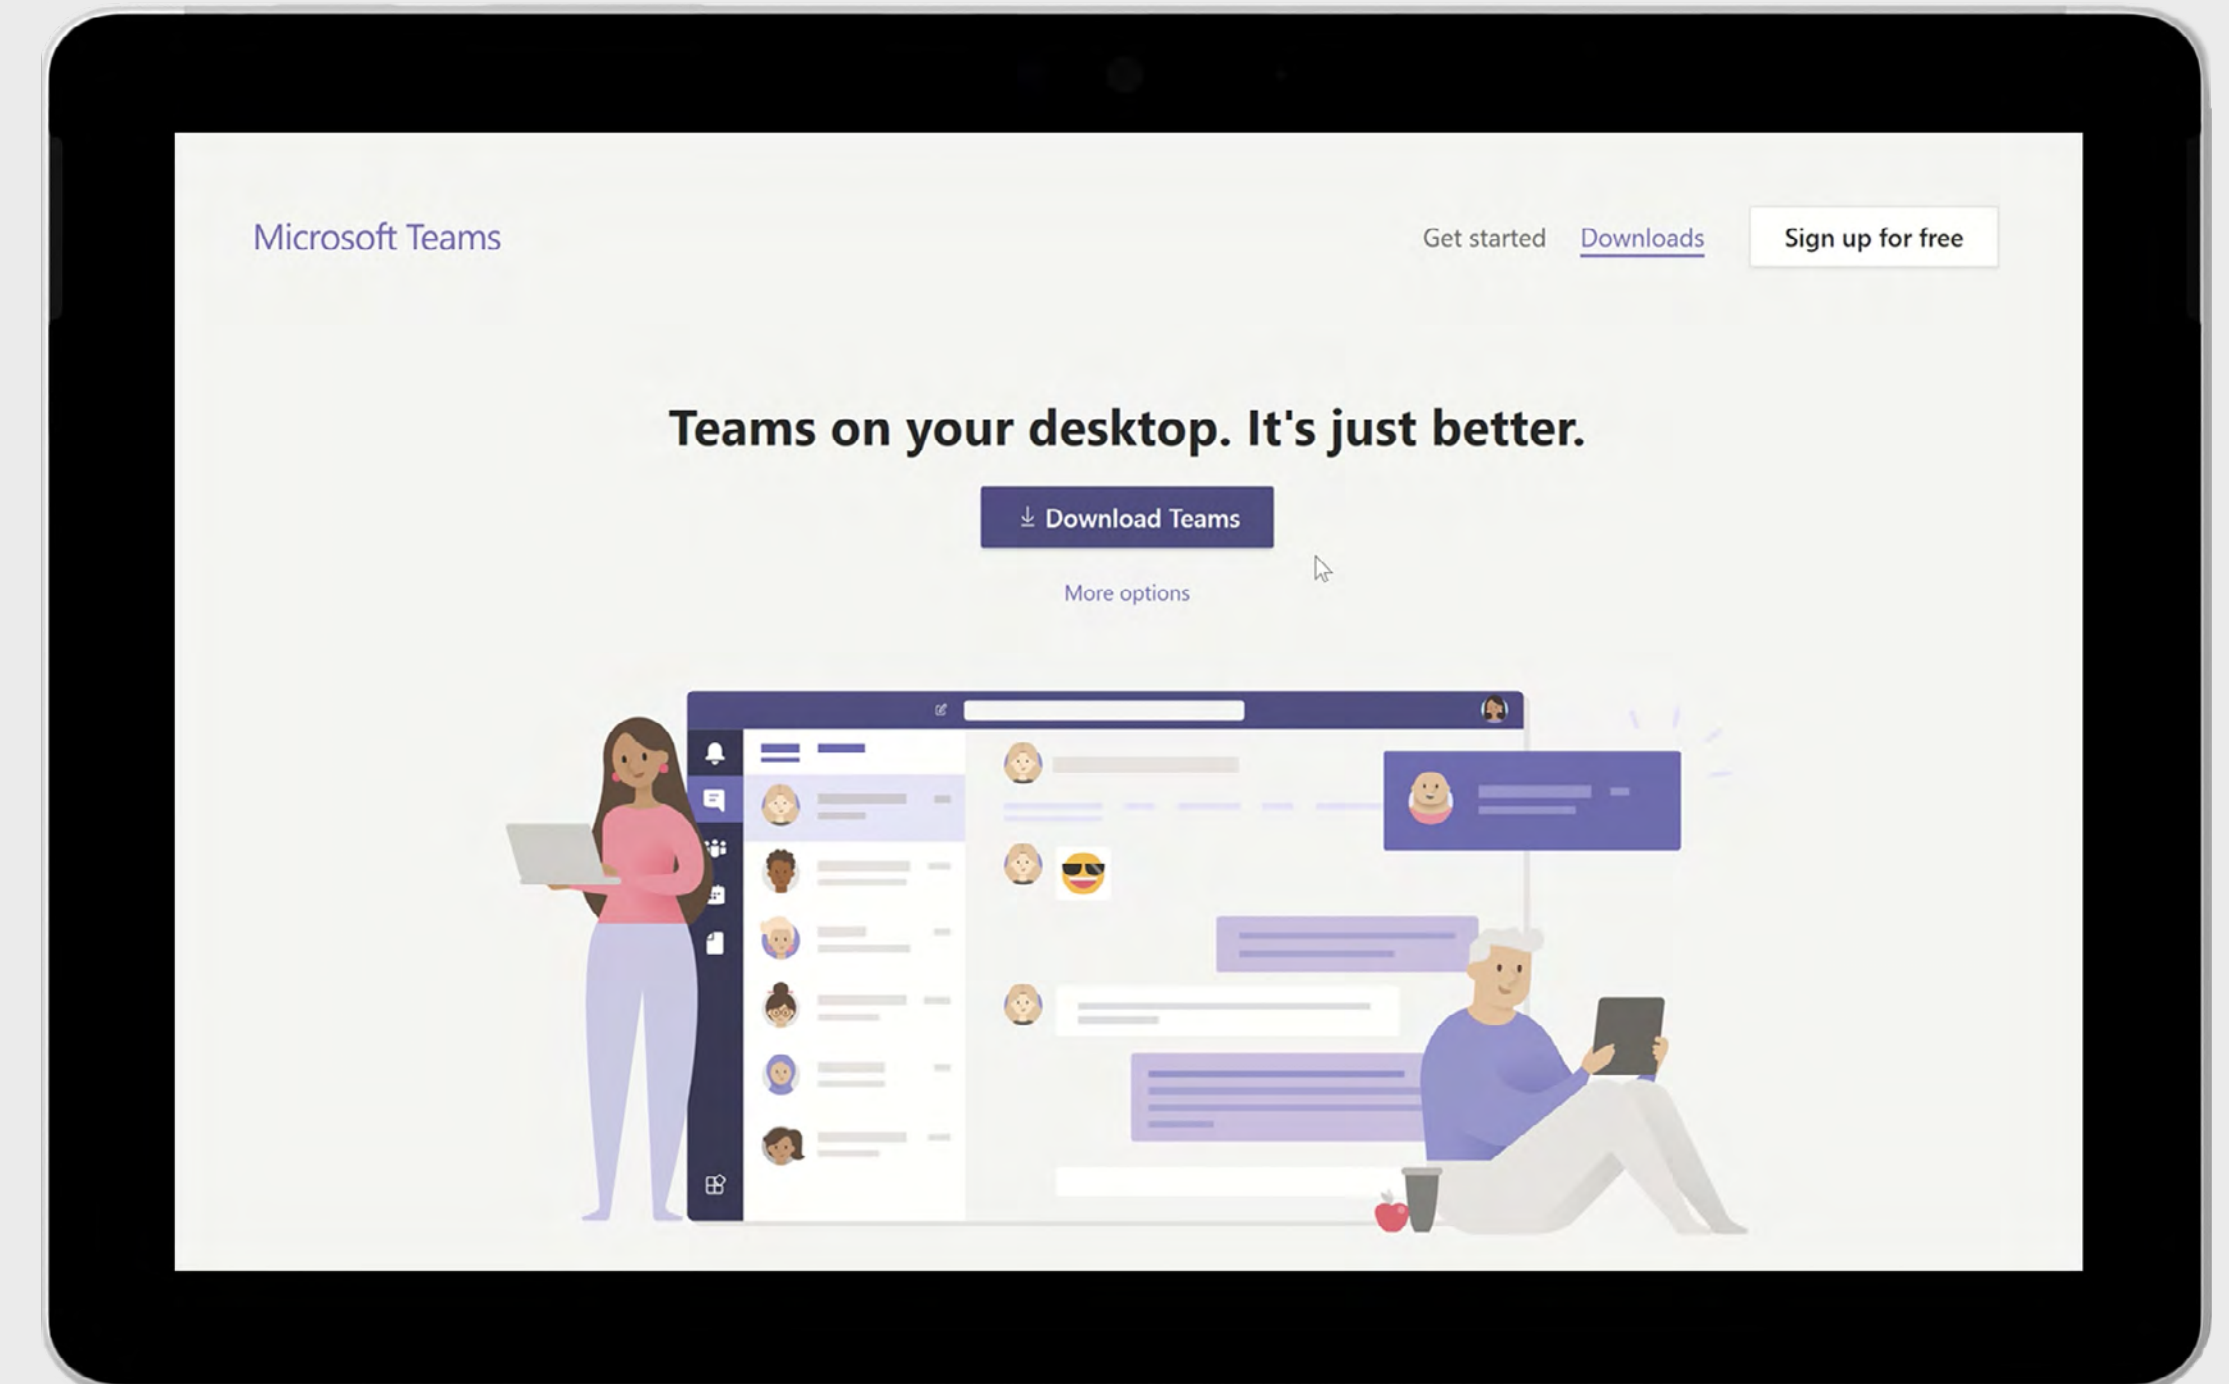 Microsoft Teams
Get started
Downloads
Sign up for free
Teams on your desktop. It's just better.
Download Teams
More options